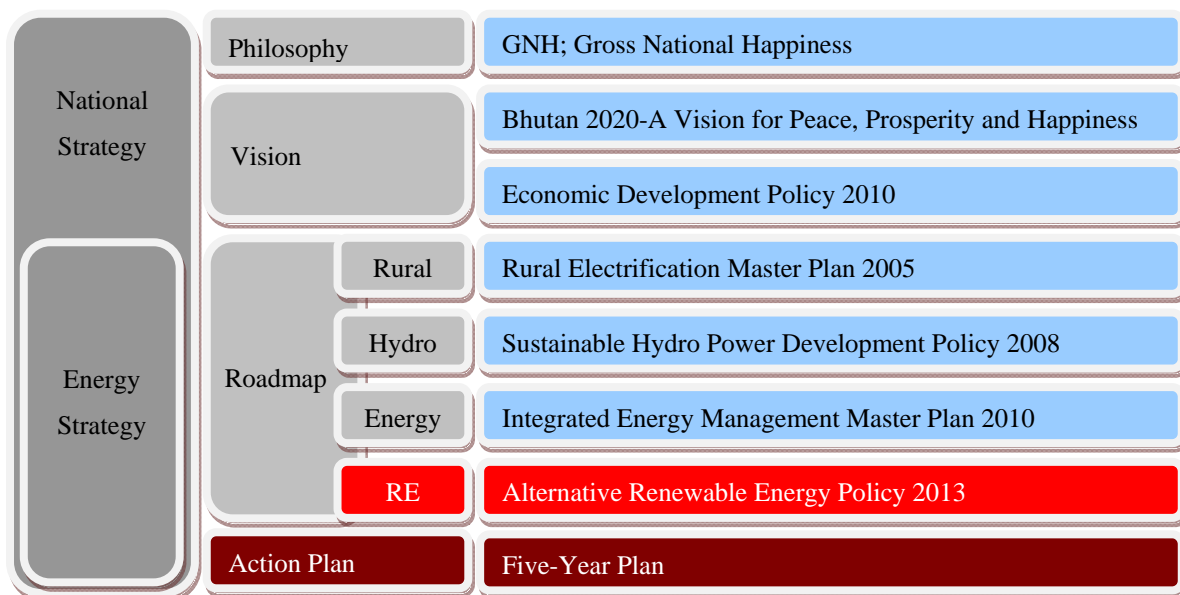 National
Strategy
Philosophy
GNH; Gross National Happiness
Vision
Bhutan 2020-A Vision for Peace, Prosperity and Happiness
Economic Development Policy 2010
Energy
Strategy
Roadmap
Rural
Rural Electrification Master Plan 2005
Hydro
Sustainable Hydro Power Development Policy 2008
Energy
Integrated Energy Management Master Plan 2010
RE
Alternative Renewable Energy Policy 2013
Action Plan
Five-Year Plan